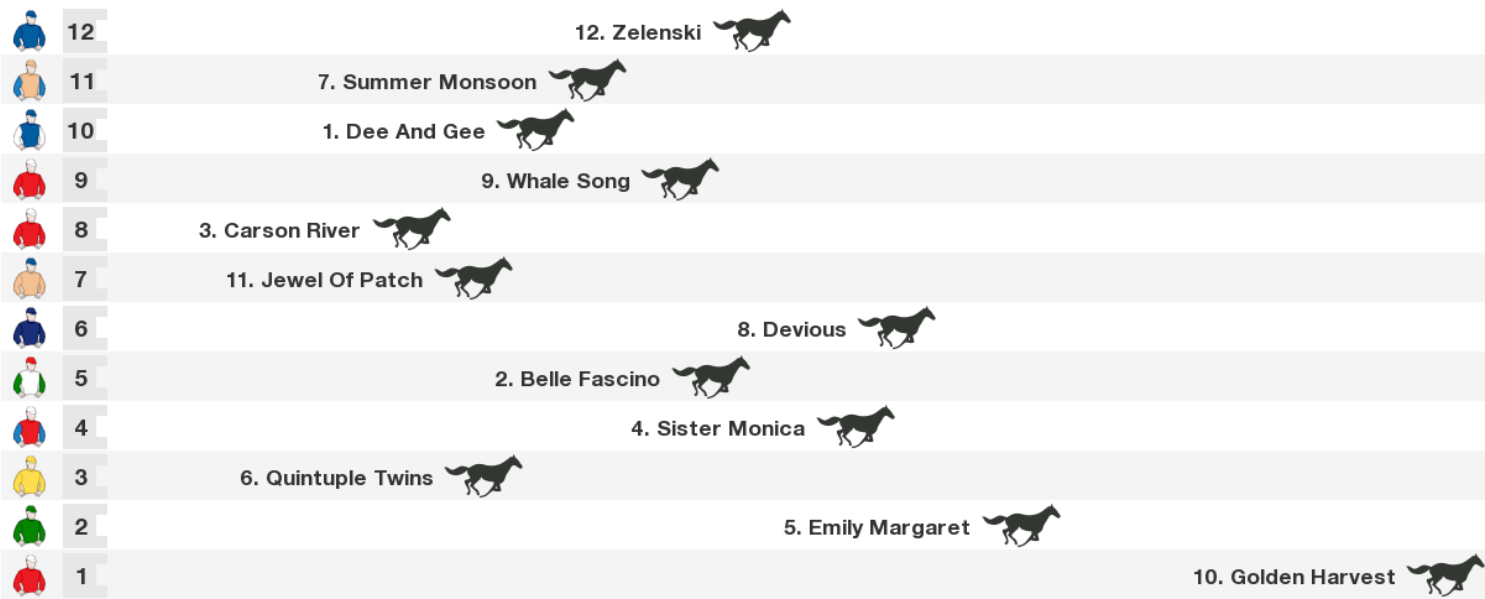 12 12. Zelenski
11 7. Summer Monsoon
10 1. Dee And Gee
9 9. Whale Song
8 3. Carson River
7 11. Jewel Of Patch
6 8. Devious
5 2. Belle Fascino
4 4. Sister Monica
3 6. Quintuple Twins
2 5. Emily Margaret
1 10. Golden Harvest